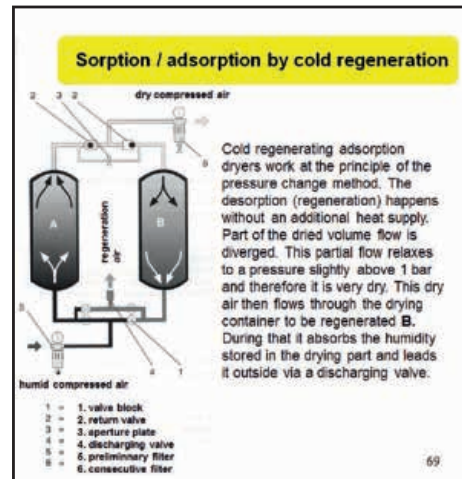 Sorption / adsorption by cold regeneration
dry compressed air
2 3 2
6
A
B
regeneration
air
Cold regenerating adsorption
dryers work at the principle of the
pressure change method. The
desorption (regeneration) happens
without an additional heat supply.
Part of the dried volume flow is
diverged. This partial flow relaxes
to a pressure slightly above 1 bar
and therefore it is very dry. This dry
air then flows through the drying
container to be regenerated B.
During that it absorbs the humidity
stored in the drying part and leads
it outside via a discharging valve.
5
4 1
humid compressed air
1 = 1. valve block
2 = 2. return valve
3 = 3. aperture plate
4 = 4. discharging valve
5 = 5. preliminnary filter
6 = 6. consecutive filter
69